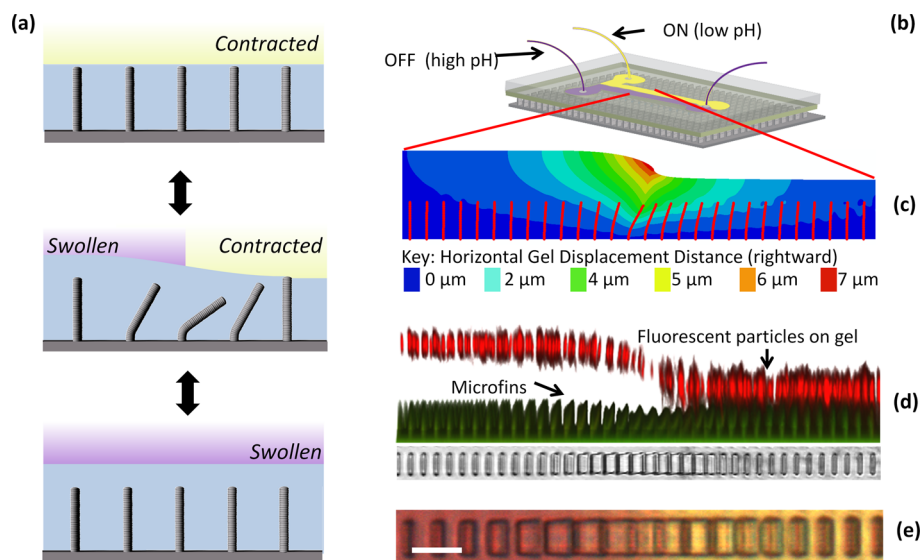 (a)
Contracted
Swollen
Contracted
Swollen
(b)
ON (low pH)
OFF (high pH)
(c)
Key: Horizontal Gel Displacement Distance (rightward)
0 μm 2 μm 4 μm 5 μm 6 μm 7 μm
Fluorescent particles on gel
Microfins
(d)
(e)